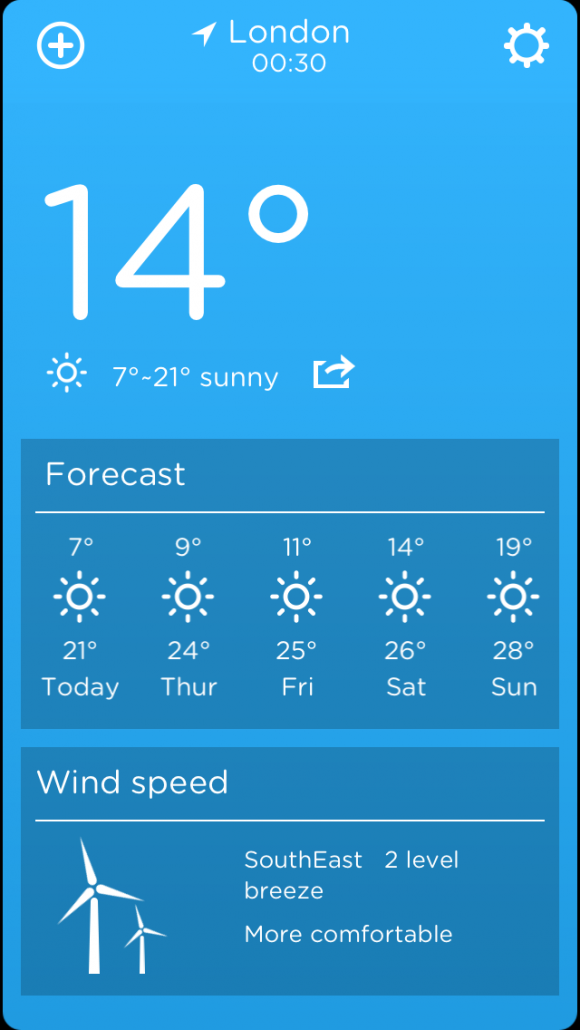 London
00:30
14°
7°~21° sunny
Forecast
7° 9° 11° 14° 19°
21° 24° 25° 26° 28°
Today Thur Fri Sat Sun
Wind speed
SouthEast 2 level
breeze
More comfortable